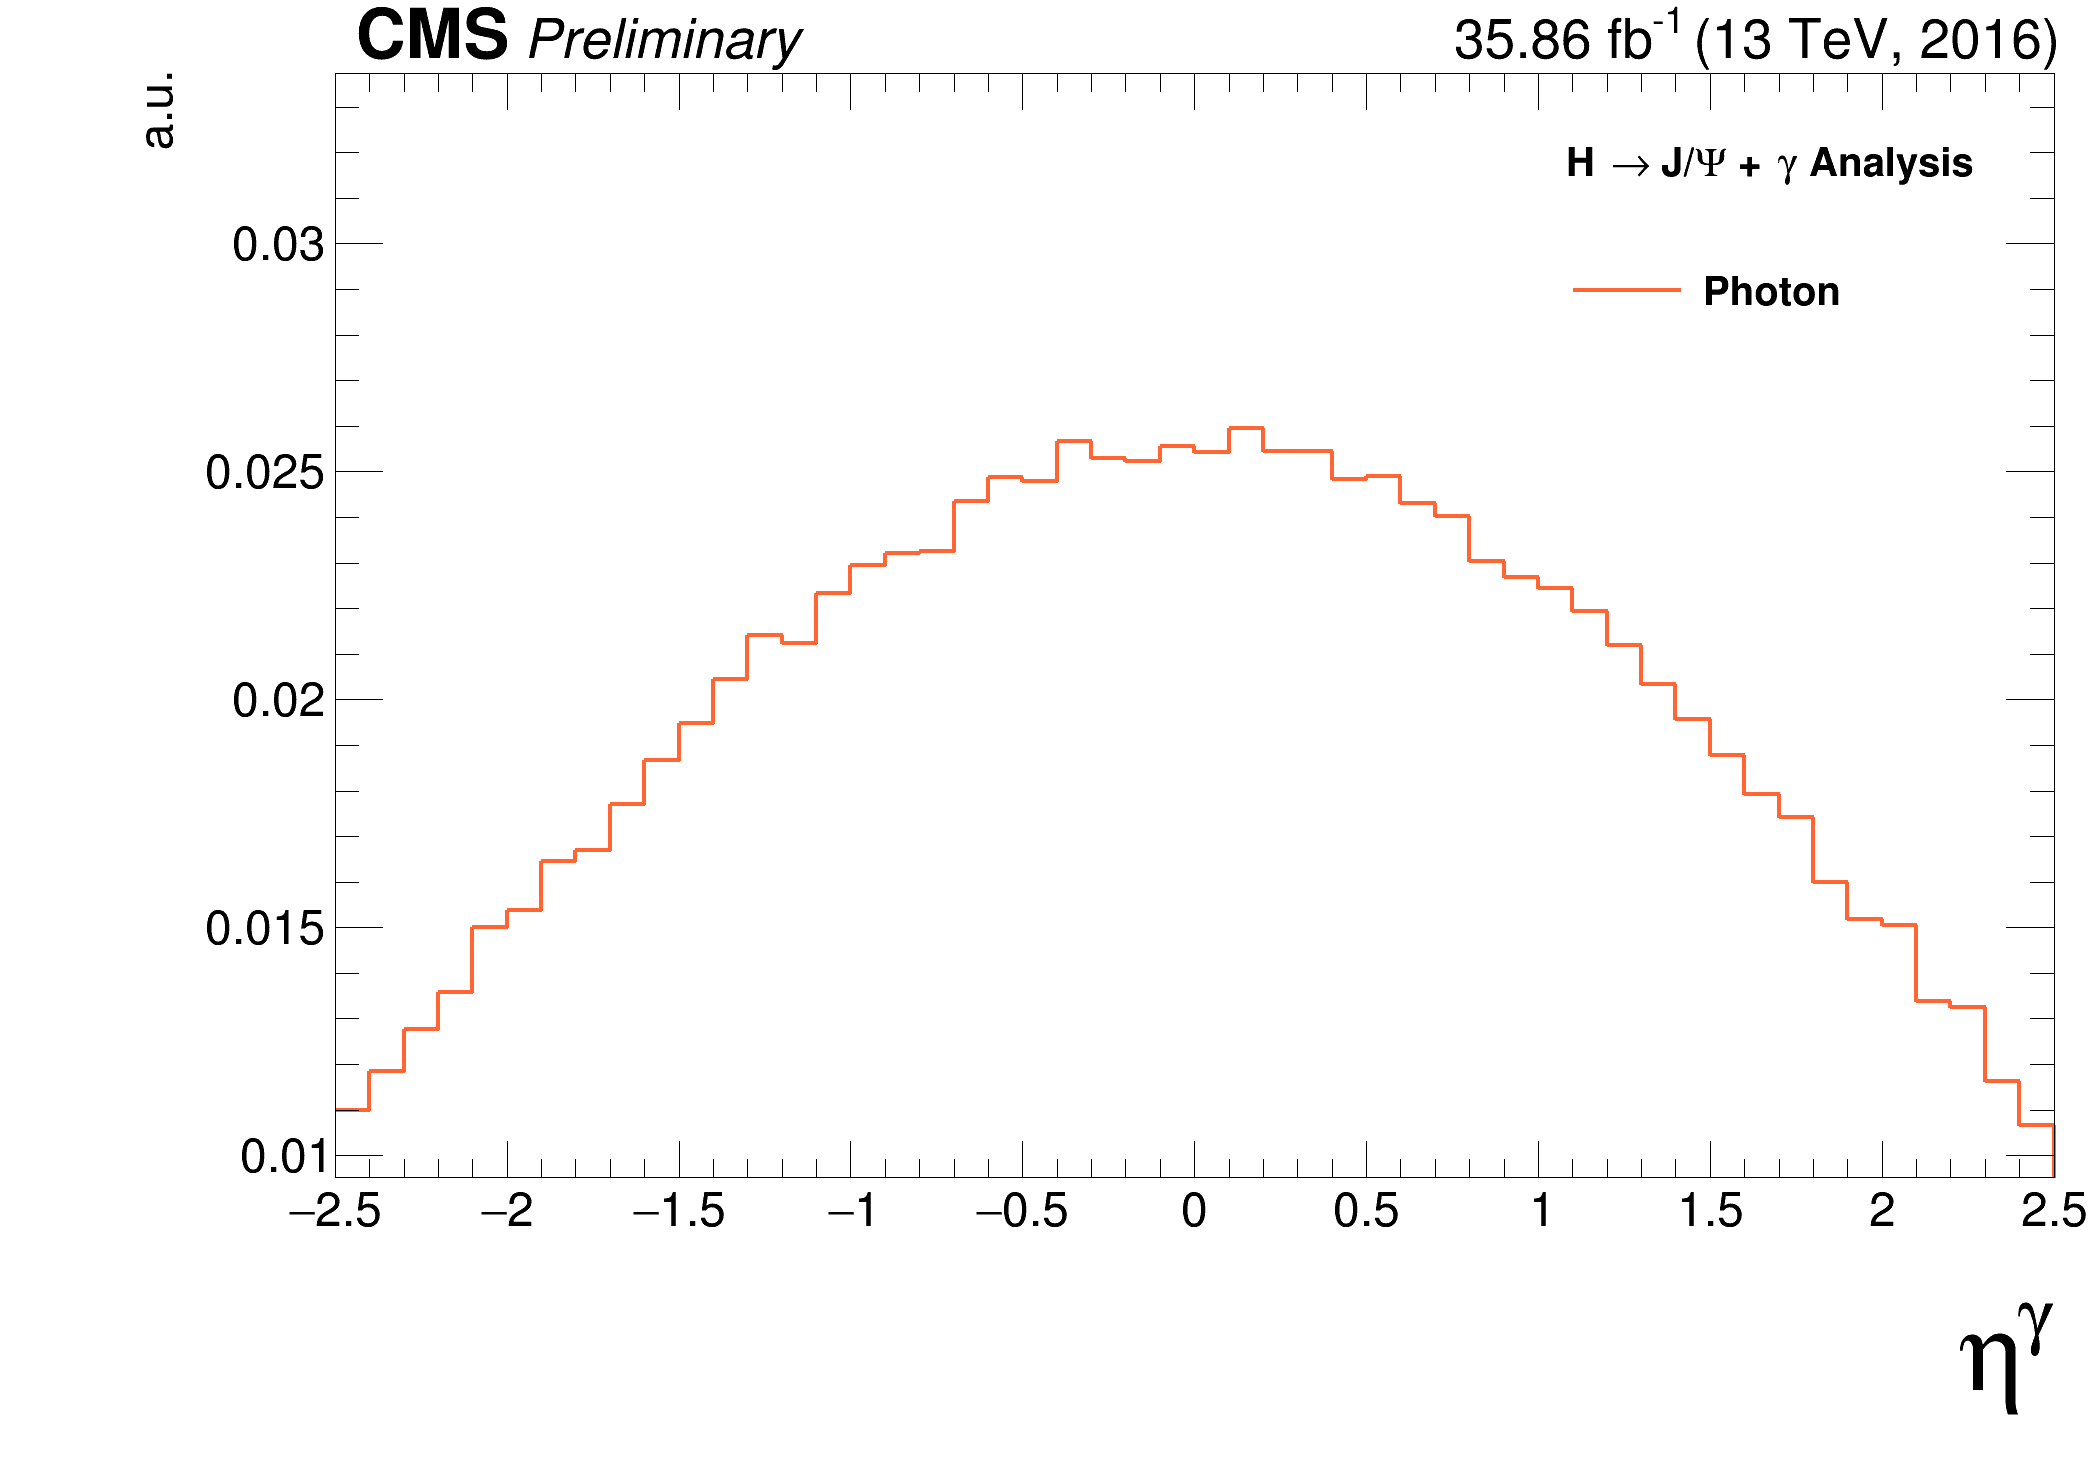 CMS Preliminary
35.86 fb⁻¹ (13 TeV, 2016)
a.u.
H → J/Ψ + γ Analysis
Photon
0.03
0.025
0.02
0.015
0.01
−2.5 −2 −1.5 −1 −0.5 0 0.5 1 1.5 2 2.5
η^γ